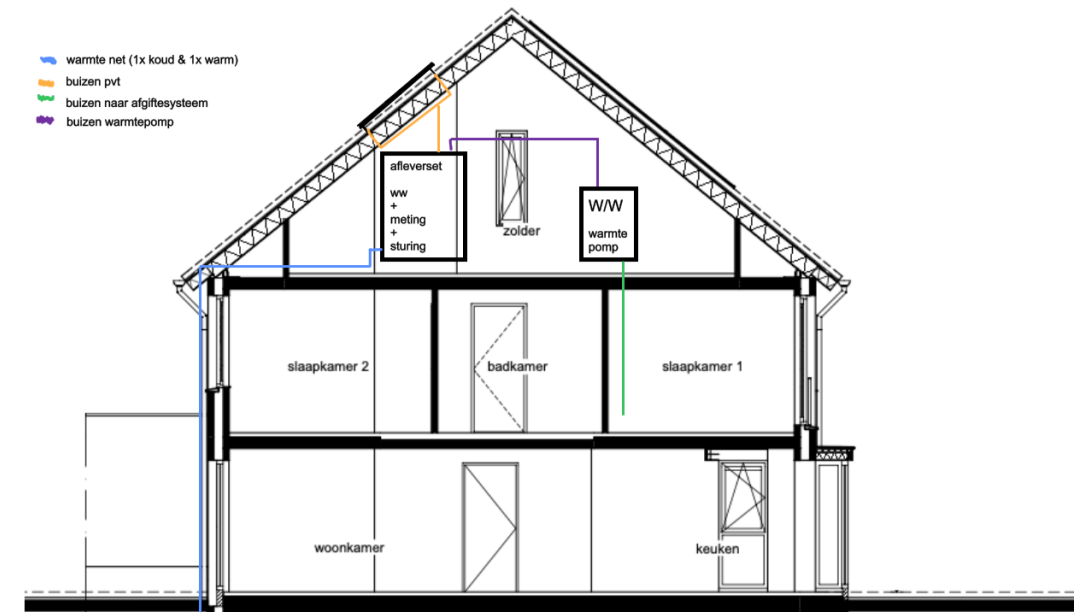 warmte net (1x koud & 1x warm)
buizen pvt
buizen naar afgiftesysteem
buizen warmtepomp
afleverset
ww
+
meting
+
sturing
W/W
warmte
pomp
zolder
slaapkamer 2
badkamer
slaapkamer 1
woonkamer
keuken